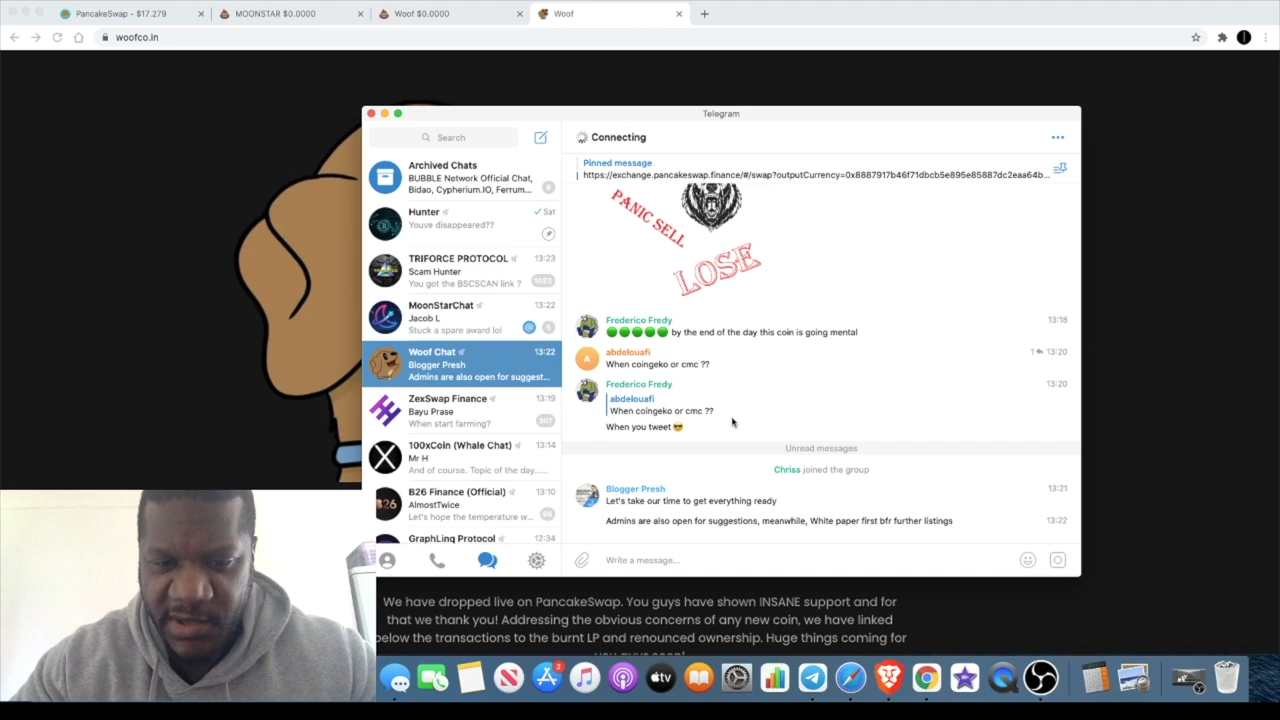 PancakeSwap - $17.279
MOONSTAR $0.0000
Woof $0.0000
Woof
woofco.in
Telegram
Search
Connecting
Pinned message
https://exchange.pancakeswap.finance/#/swap?outputCurrency=0x8887917b46f71dbcb5e895e85887dc2eaa64b...
Archived Chats
BUBBLE Network Official Chat,
Bidao, Cypherium.IO, Ferrum...
8
Hunter
Sat
Youve disappeared??
TRIFORCE PROTOCOL
13:23
Scam Hunter
You got the BSCSCAN link ?
1023
MoonStarChat
13:22
Jacob L
Stuck a spare award lol
@
6
Woof Chat
13:22
Blogger Presh
Admins are also open for suggest...
ZexSwap Finance
13:19
Bayu Prase
When start farming?
307
100xCoin (Whale Chat)
13:14
Mr H
And of course. Topic of the day.....
B26 Finance (Official)
13:10
AlmostTwice
Let's hope the temperature w...
GraphLinq Protocol
12:34
PANIC SELL
LOSE
Frederico Fredy
13:18
by the end of the day this coin is going mental
A
abdelouafi
1
13:20
When coingeko or cmc ??
Frederico Fredy
13:20
abdelouafi
When coingeko or cmc ??
When you tweet 😎
Unread messages
Chriss joined the group
Blogger Presh
13:21
Let's take our time to get everything ready
Admins are also open for suggestions, meanwhile, White paper first bfr further listings
13:22
Write a message...
We have dropped live on PancakeSwap. You guys have shown INSANE support and for
that we thank you! Addressing the obvious concerns of any new coin, we have linked
below the transactions to the burnt LP and renounced ownership. Huge things coming
for
2
tv